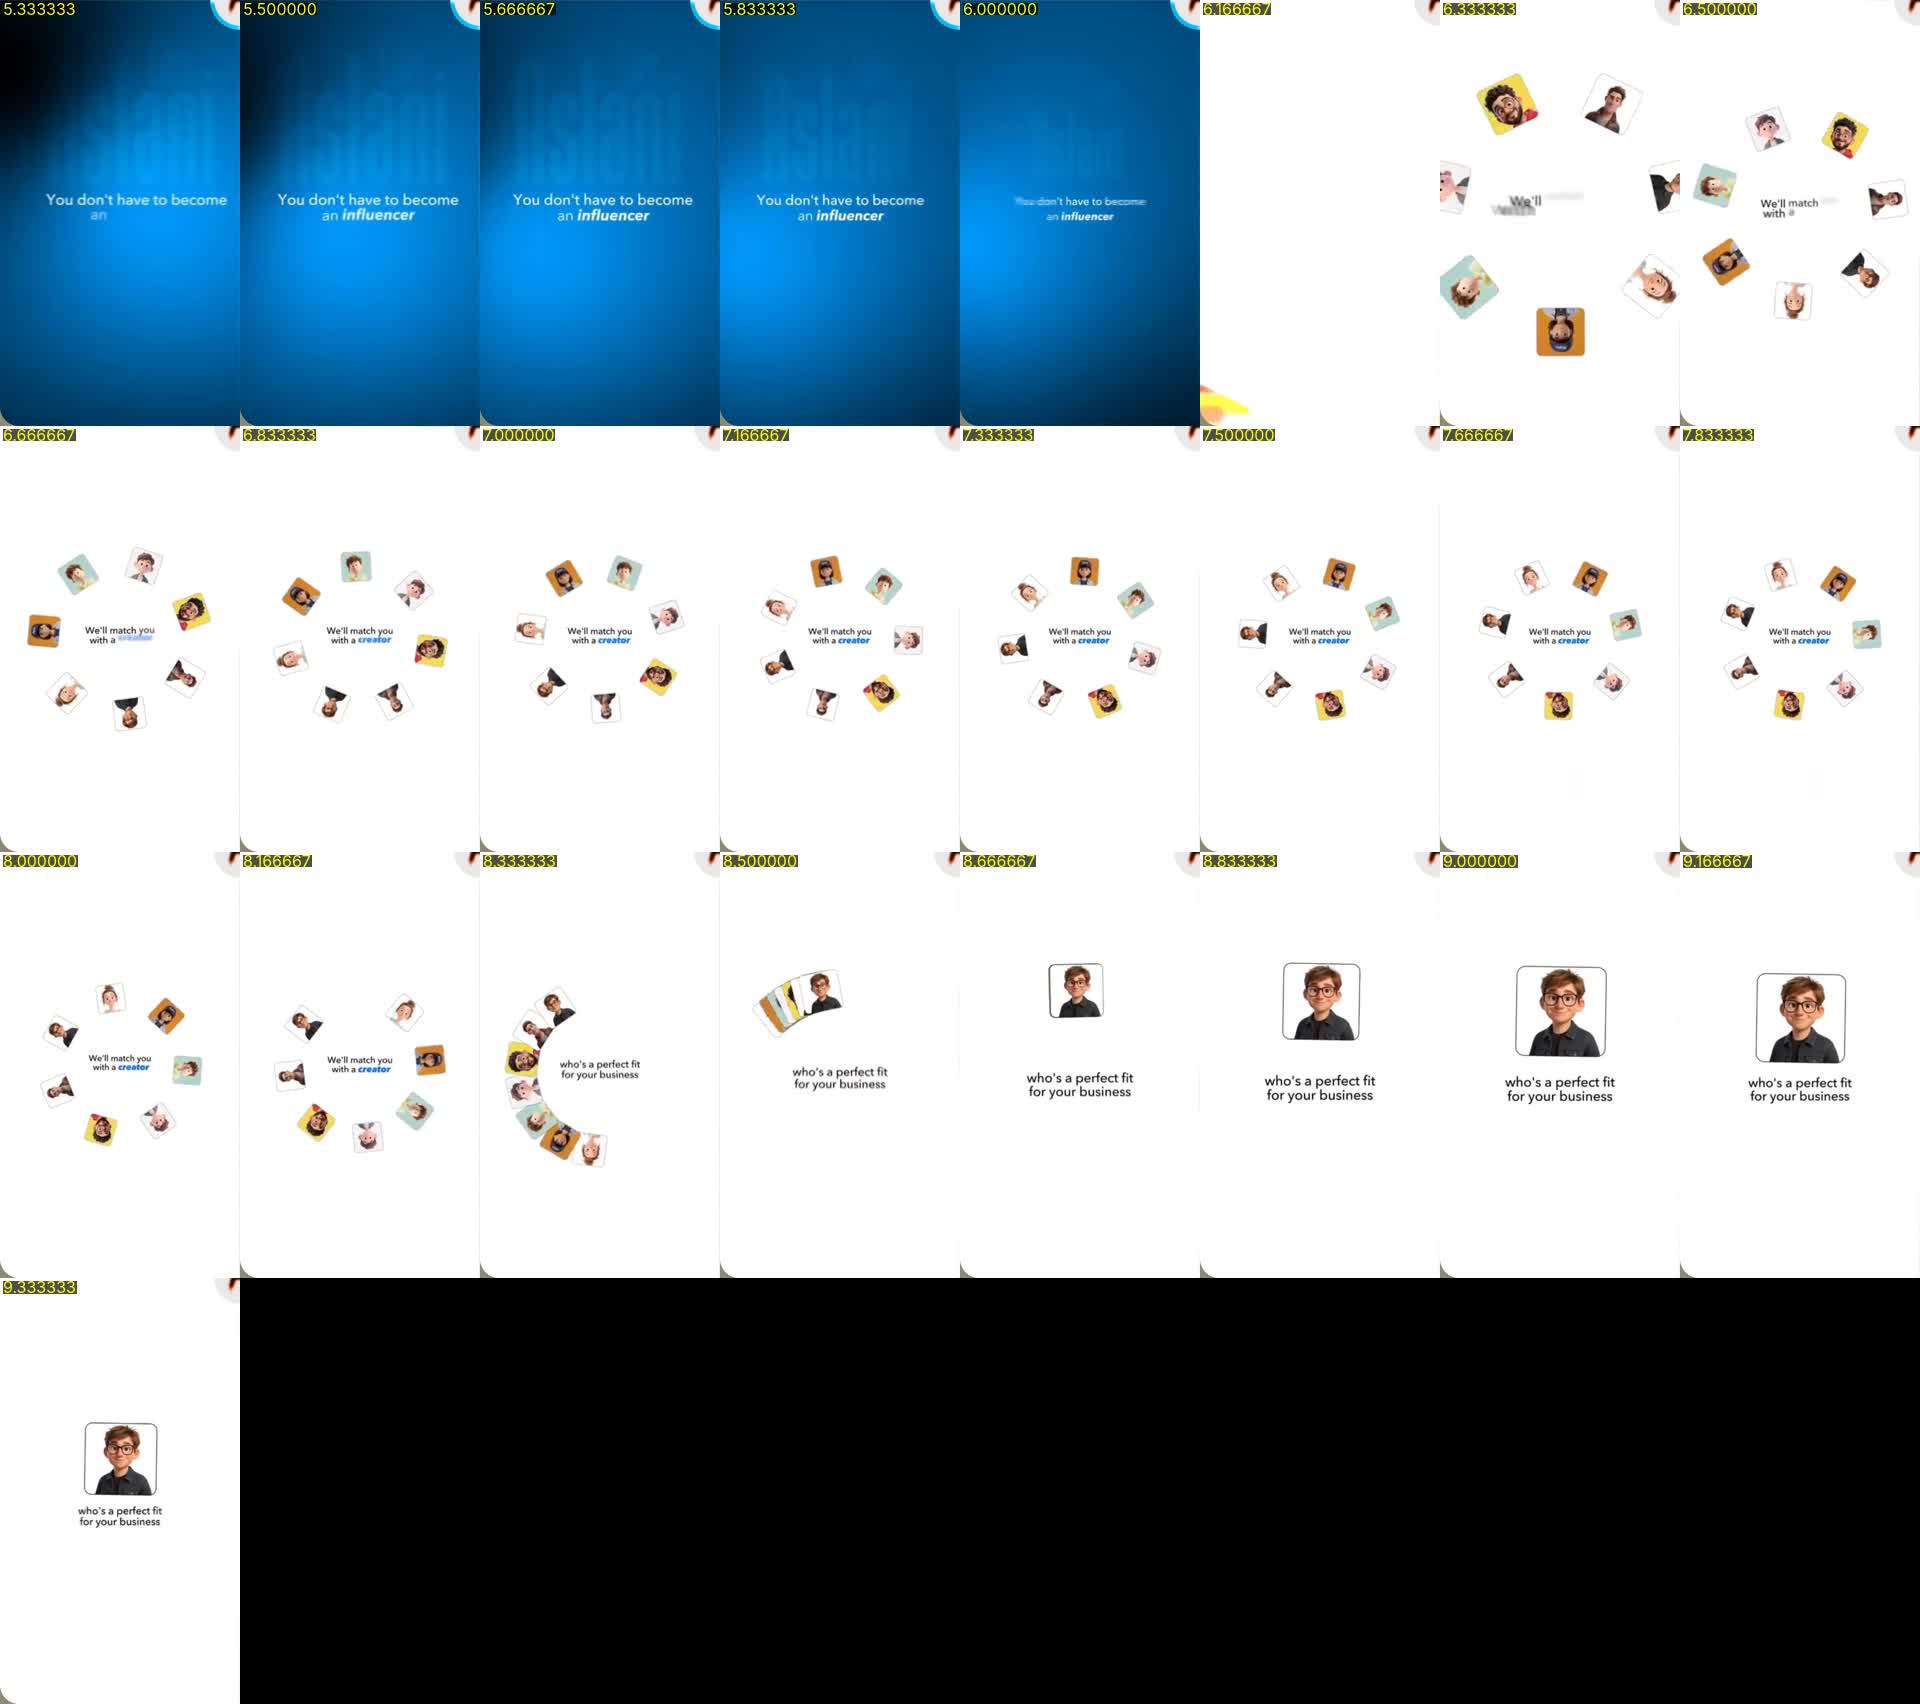 5.333333
You don't have to become
an
5.500000
You don't have to become
an influencer
5.666667
You don't have to become
an influencer
5.833333
You don't have to become
an influencer
6.000000
You don't have to become
an influencer
6.166667
6.333333
We'll
6.500000
We'll match
with a
6.666667
We'll match you
with a creator
6.833333
We'll match you
with a creator
7.000000
We'll match you
with a creator
7.166667
We'll match you
with a creator
7.333333
We'll match you
with a creator
7.500000
We'll match you
with a creator
7.666667
We'll match you
with a creator
7.833333
We'll match you
with a creator
8.000000
We'll match you
with a creator
8.166667
We'll match you
with a creator
8.333333
who's a perfect fit
for your business
8.500000
who's a perfect fit
for your business
8.666667
who's a perfect fit
for your business
8.833333
who's a perfect fit
for your business
9.000000
who's a perfect fit
for your business
9.166667
who's a perfect fit
for your business
9.333333
who's a perfect fit
for your business